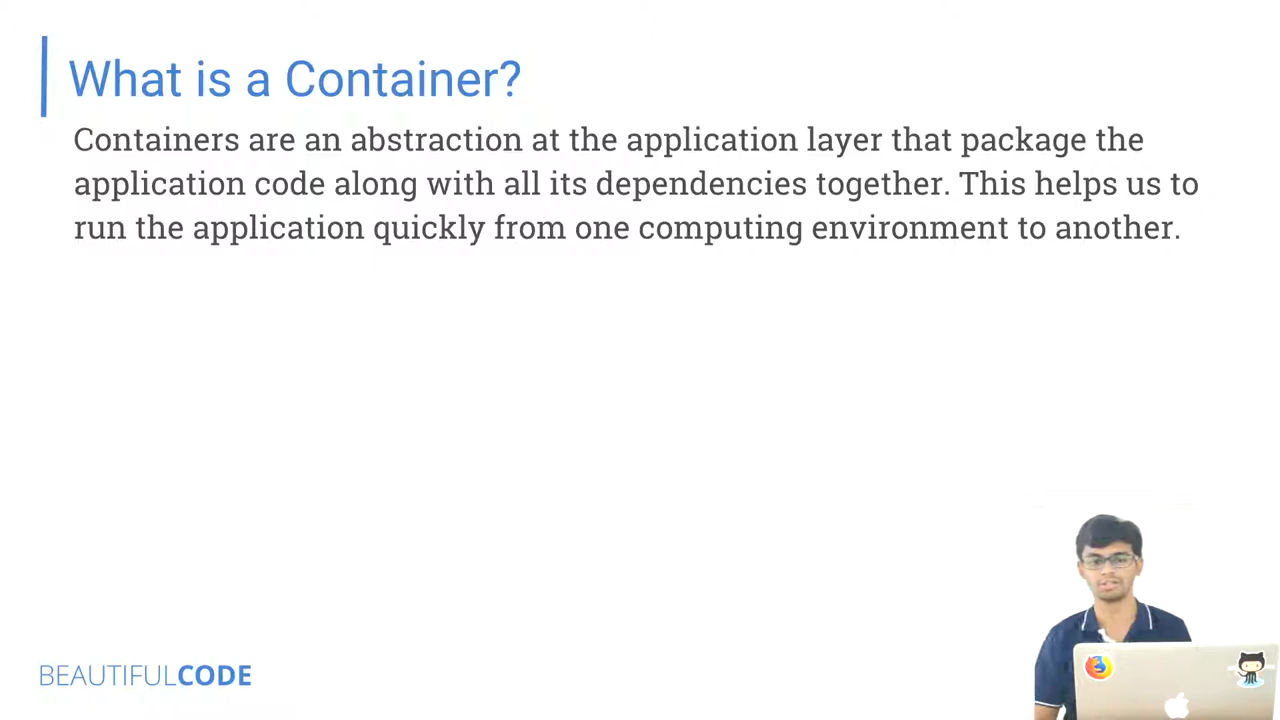 What is a Container?
Containers are an abstraction at the application layer that package the
application code along with all its dependencies together. This helps us to
run the application quickly from one computing environment to another.
BEAUTIFULCODE